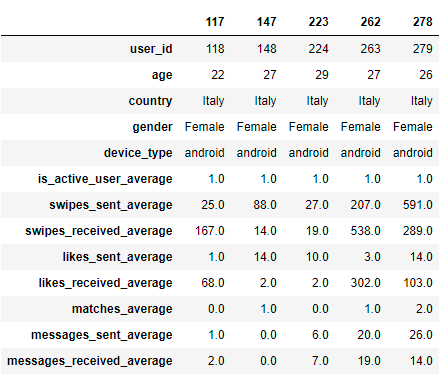 117 147 223 262 278
user_id 118 148 224 263 279
age 22 27 29 27 26
country Italy Italy Italy Italy Italy
gender Female Female Female Female Female
device_type android android android android android
is_active_user_average 1.0 1.0 1.0 1.0 1.0
swipes_sent_average 25.0 88.0 27.0 207.0 591.0
swipes_received_average 167.0 14.0 19.0 538.0 289.0
likes_sent_average 1.0 14.0 10.0 3.0 14.0
likes_received_average 68.0 2.0 2.0 302.0 103.0
matches_average 0.0 1.0 0.0 1.0 2.0
messages_sent_average 1.0 0.0 6.0 20.0 26.0
messages_received_average 2.0 0.0 7.0 19.0 14.0